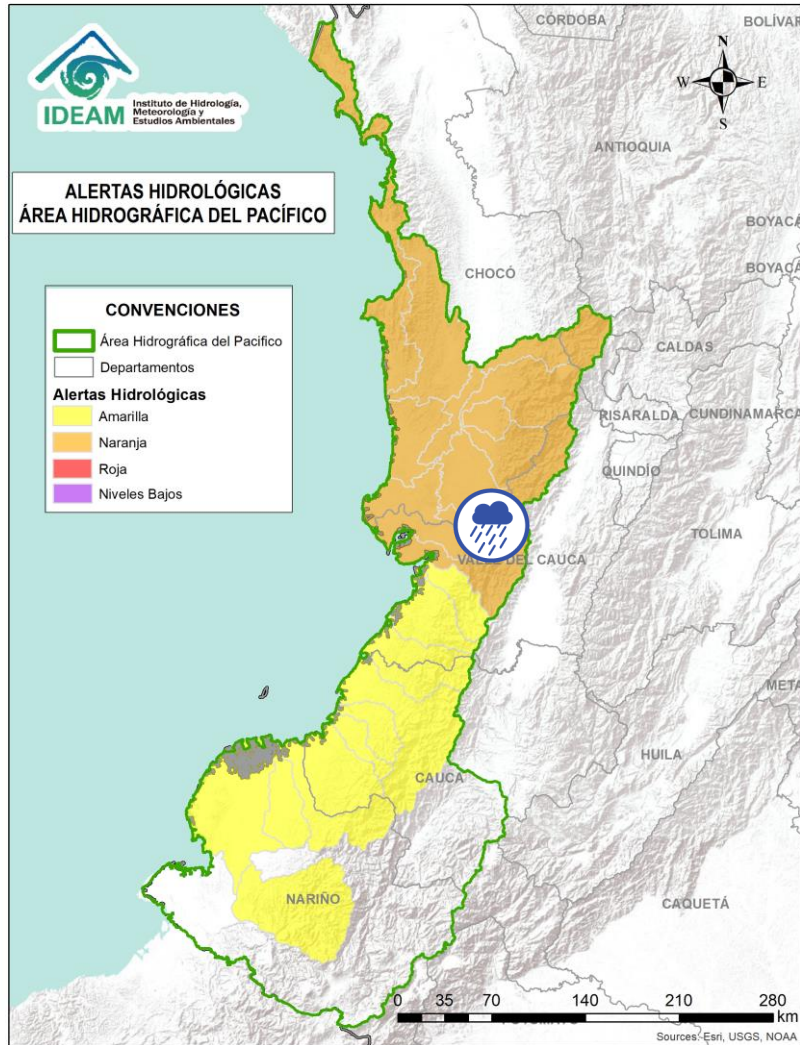 CÓRDOBA
BOLÍVAR
N
W E
S
IDEAM
Instituto de Hidrología,
Meteorología y
Estudios Ambientales
ANTIOQUIA
ALERTAS HIDROLÓGICAS
ÁREA HIDROGRÁFICA DEL PACÍFICO
BOYACÁ
BOYACÁ
CHOCÓ
CONVENCIONES
Área Hidrográfica del Pacifico
Departamentos
Alertas Hidrológicas
Amarilla
Naranja
Roja
Niveles Bajos
CALDAS
RISARALDA
CUNDINAMARCA
QUINDÍO
TOLIMA
VALLE DEL CAUCA
META
HUILA
CAUCA
NARIÑO
CAQUETÁ
0 35 70 140 210 280
km
Sources: Esri, USGS, NOAA